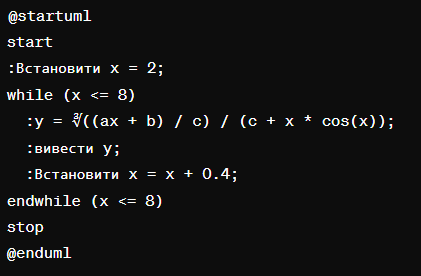 @startuml
start
:Встановити x = 2;
while (x <= 8)
:y = ∛((ax + b) / c) / (c + x * cos(x));
:вивести y;
:Встановити x = x + 0.4;
endwhile (x <= 8)
stop
@enduml